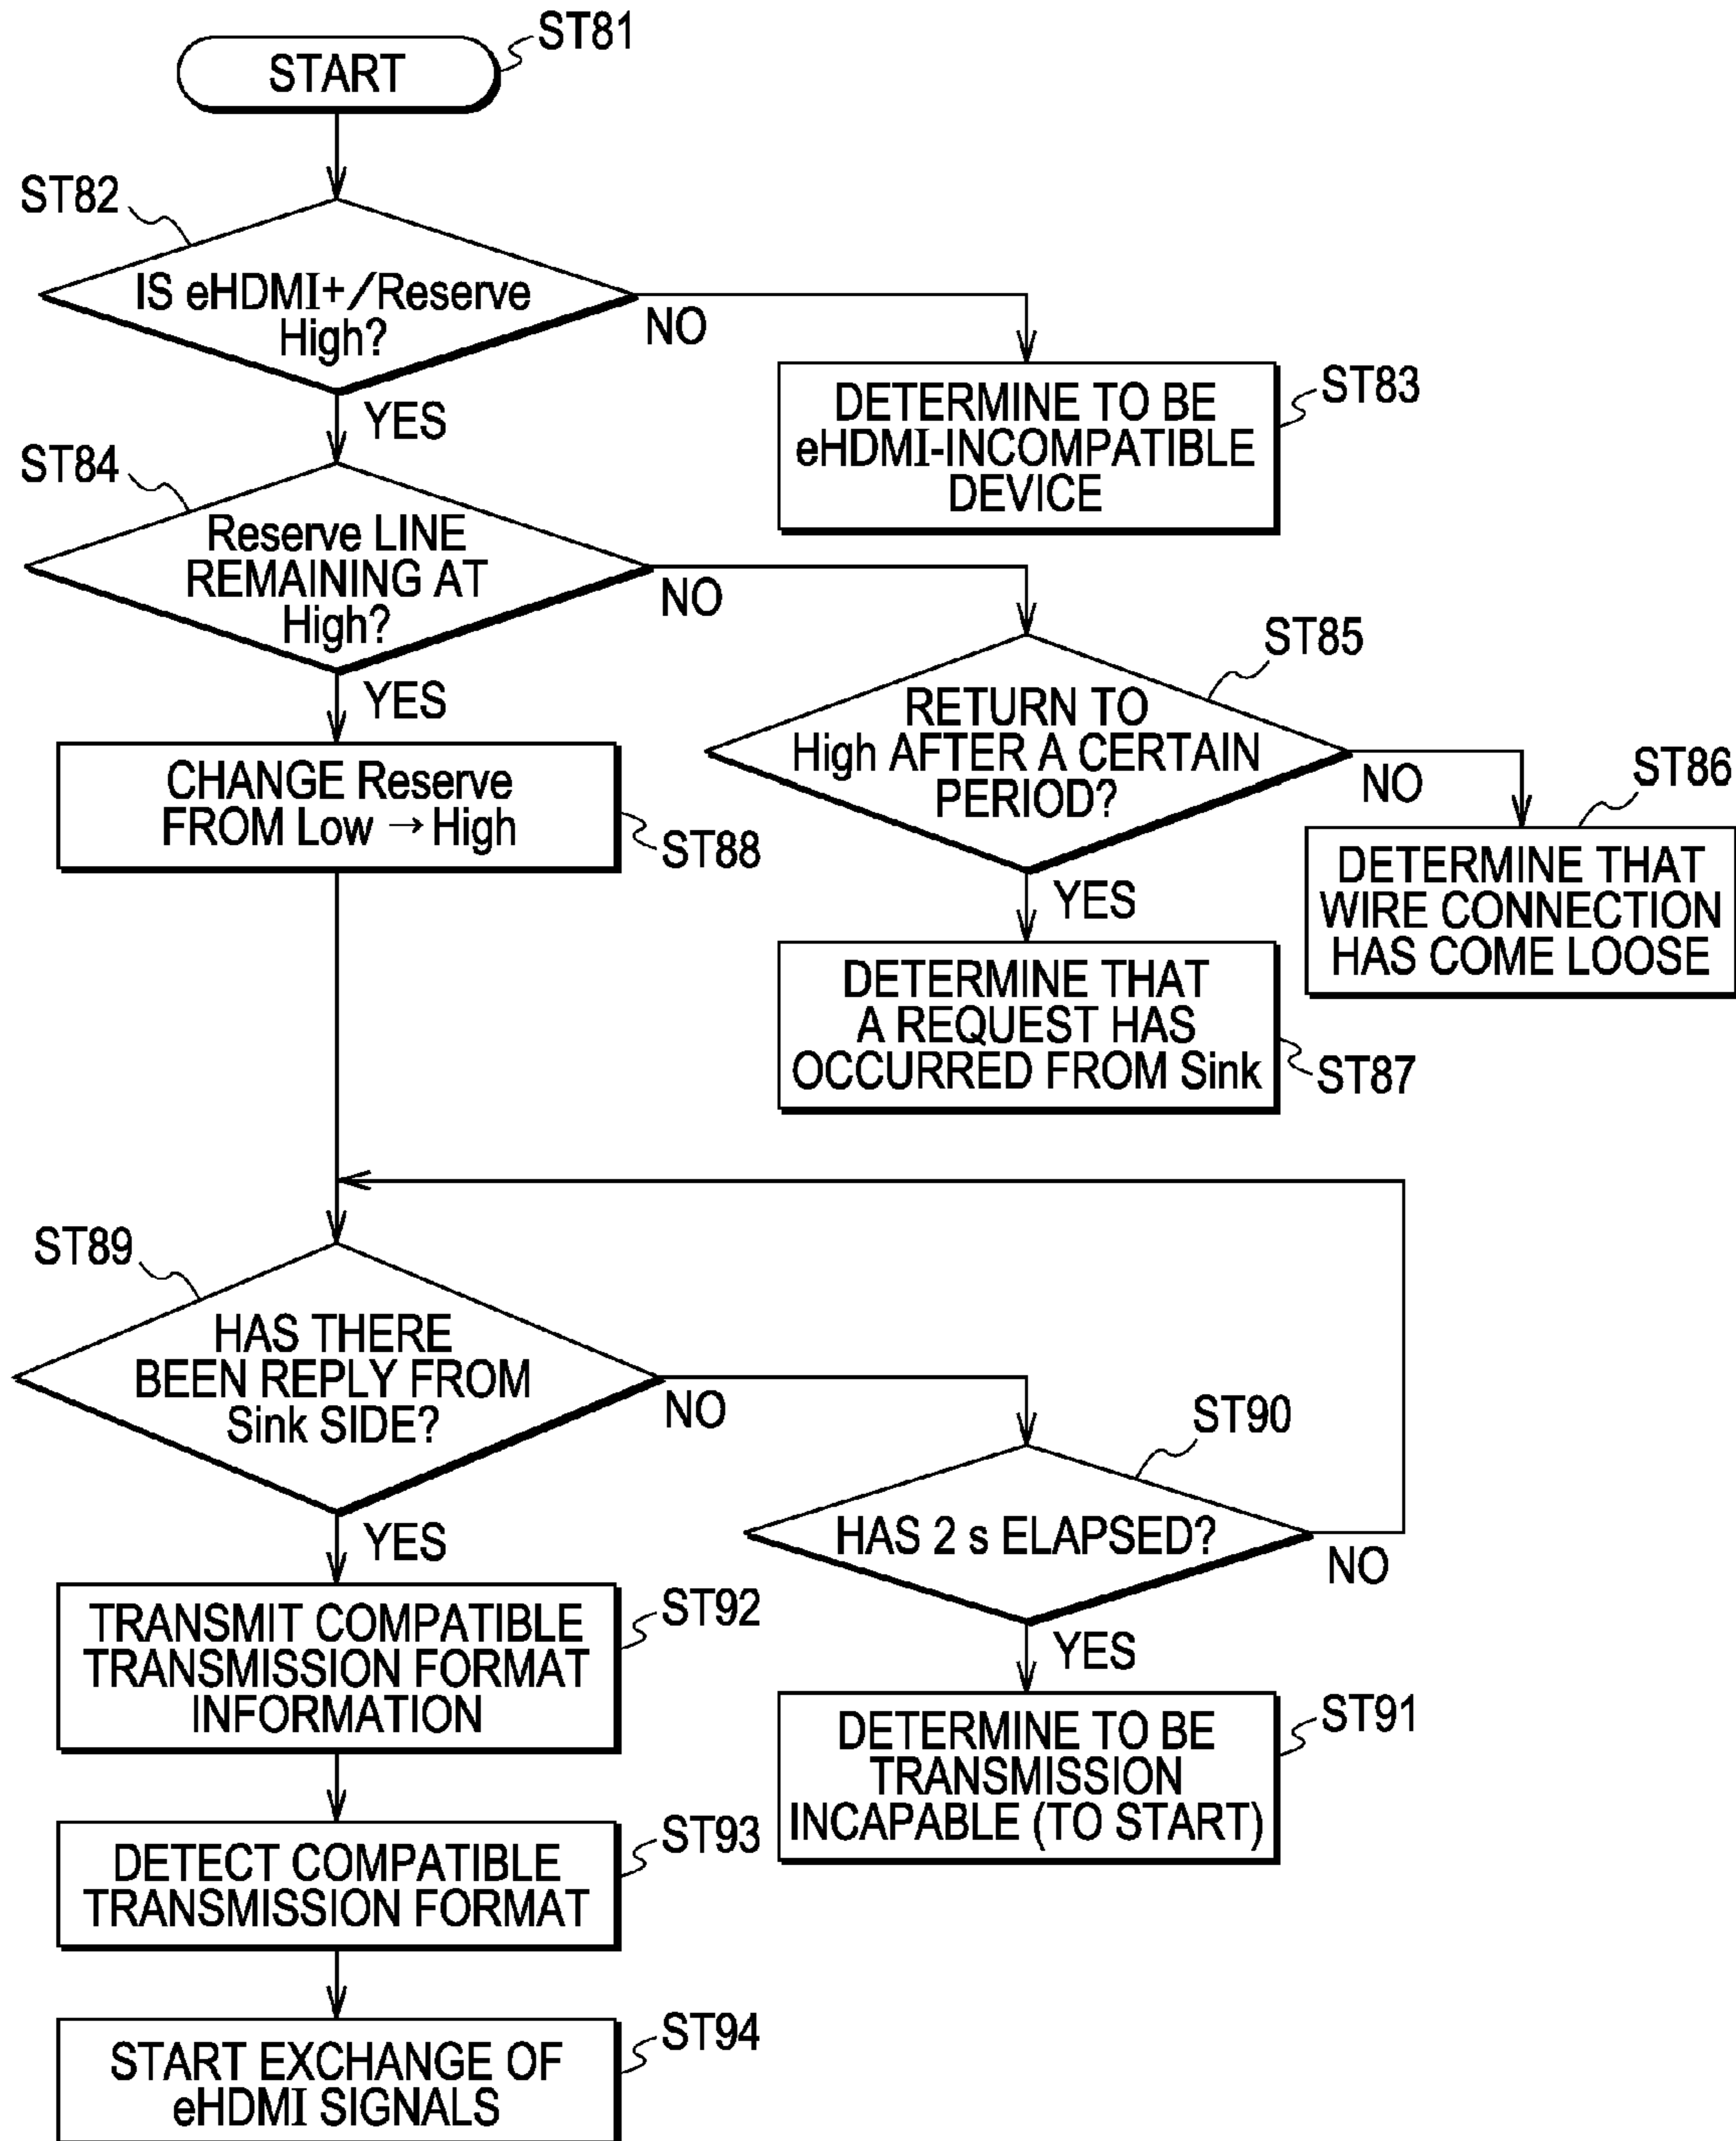 START
ST81
ST82
IS eHDMI+/Reserve
High?
NO
YES
DETERMINE TO BE
eHDMI-INCOMPATIBLE
DEVICE
ST83
ST84
Reserve LINE
REMAINING AT
High?
NO
YES
ST85
RETURN TO
High AFTER A CERTAIN
PERIOD?
NO
YES
ST86
DETERMINE THAT
WIRE CONNECTION
HAS COME LOOSE
CHANGE Reserve
FROM Low → High
ST88
DETERMINE THAT
A REQUEST HAS
OCCURRED FROM Sink
ST87
ST89
HAS THERE
BEEN REPLY FROM
Sink SIDE?
NO
YES
ST90
HAS 2 s ELAPSED?
NO
YES
TRANSMIT COMPATIBLE
TRANSMISSION FORMAT
INFORMATION
ST92
DETERMINE TO BE
TRANSMISSION
INCAPABLE (TO START)
ST91
DETECT COMPATIBLE
TRANSMISSION FORMAT
ST93
START EXCHANGE OF
eHDMI SIGNALS
ST94